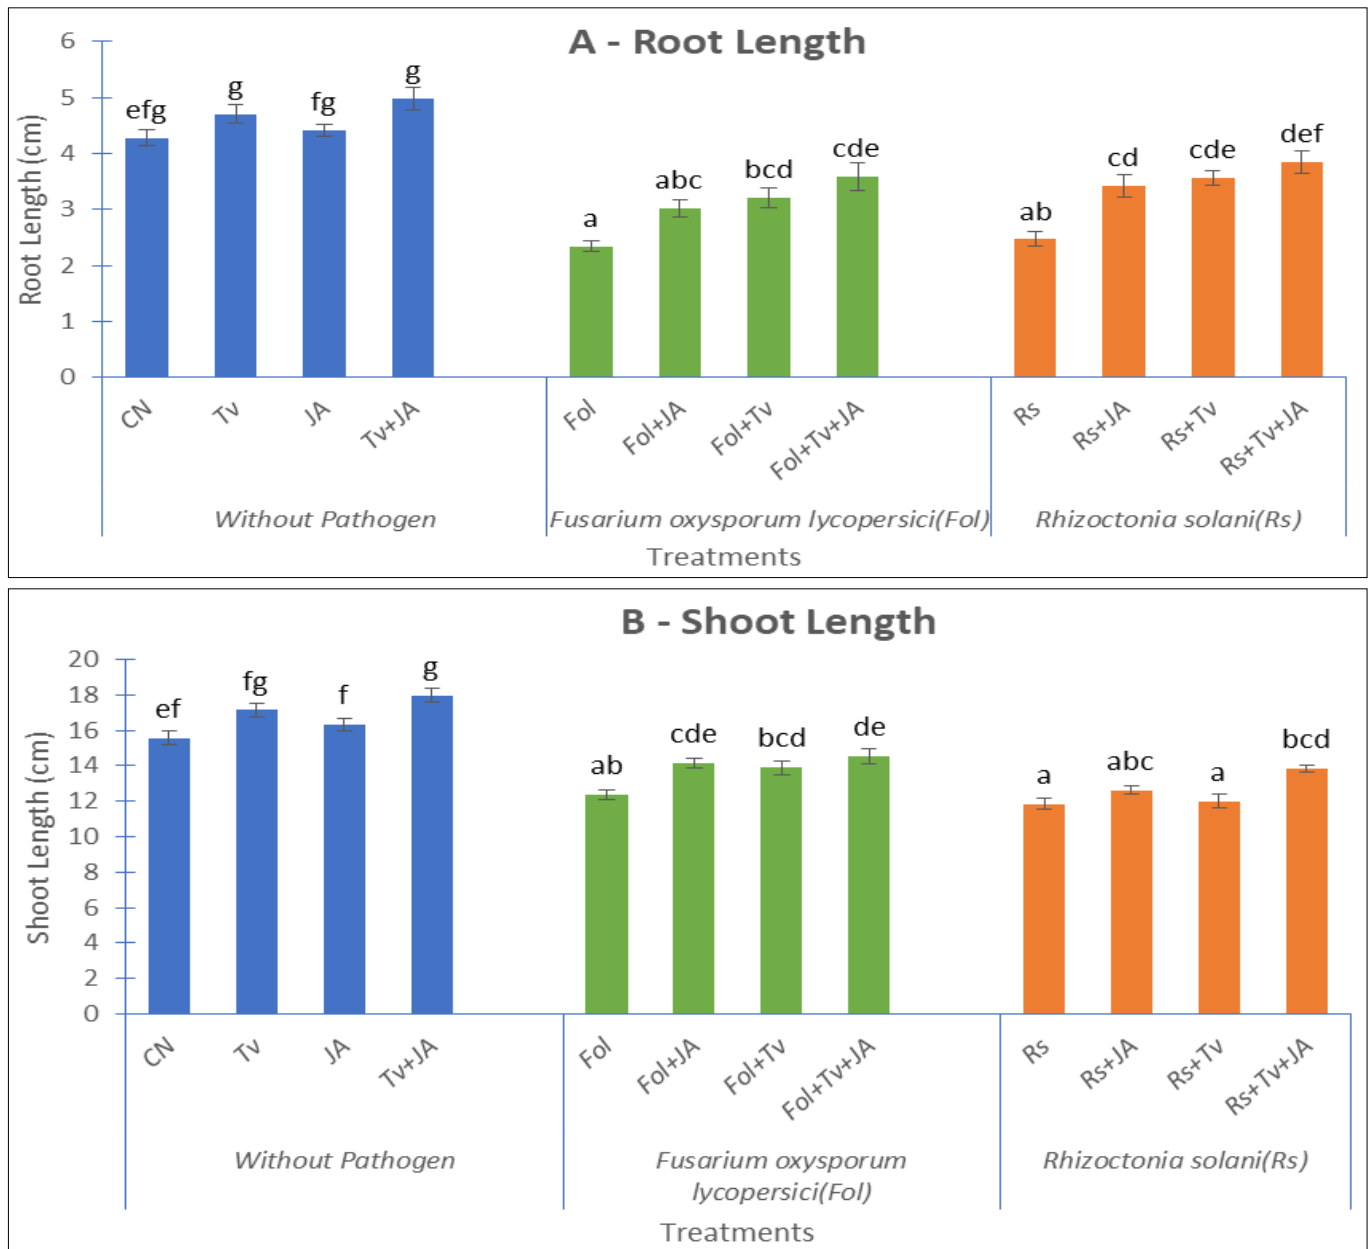 A - Root Length
6
5
4
3
2
1
0
Root Length (cm)
efg
g
fg
g
a
abc
bcd
cde
ab
cd
cde
def
CN
Tv
JA
Tv+JA
Fol
Fol+JA
Fol+Tv
Fol+Tv+JA
Rs
Rs+JA
Rs+Tv
Rs+Tv+JA
Without Pathogen
Fusarium oxysporum lycopersici(Fol)
Rhizoctonia solani(Rs)
Treatments
B - Shoot Length
20
18
16
14
12
10
8
6
4
2
0
Shoot Length (cm)
ef
fg
f
g
ab
cde
bcd
de
a
abc
a
bcd
CN
Tv
JA
Tv+JA
Fol
Fol+JA
Fol+Tv
Fol+Tv+JA
Rs
Rs+JA
Rs+Tv
Rs+Tv+JA
Without Pathogen
Fusarium oxysporum
lycopersici(Fol)
Rhizoctonia solani(Rs)
Treatments